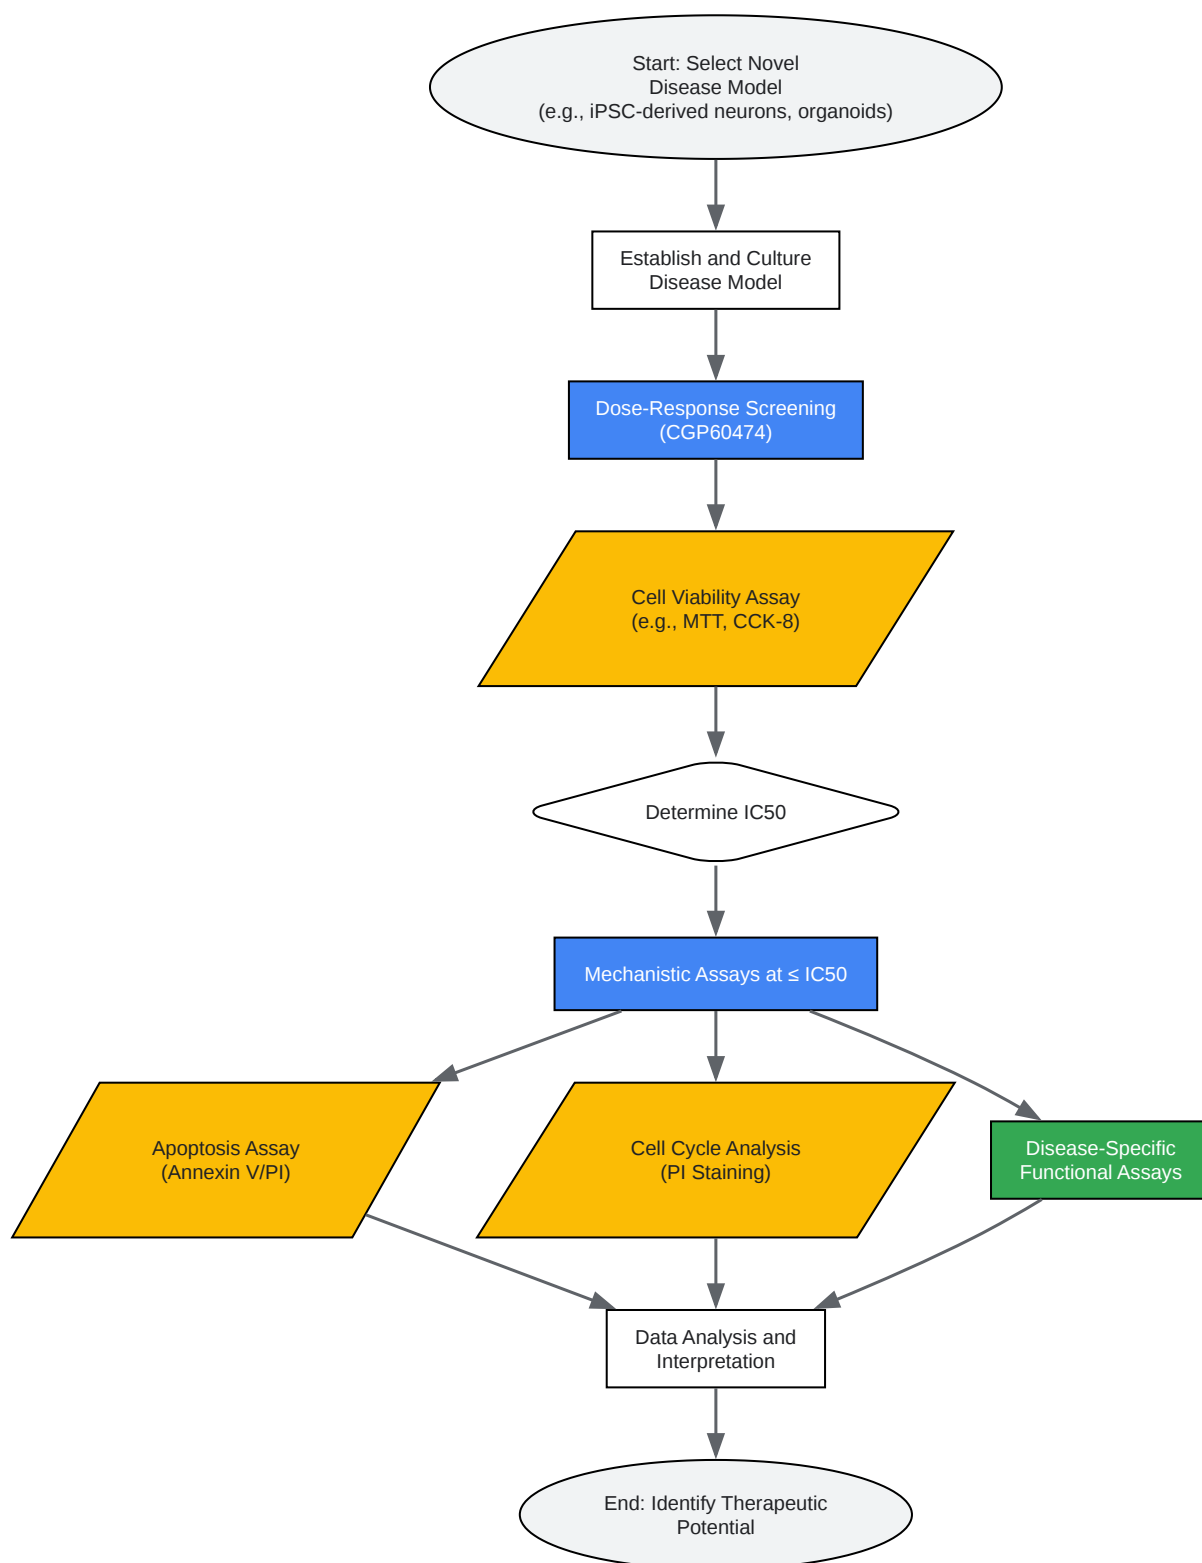 Start: Select Novel
Disease Model
(e.g., iPSC-derived neurons, organoids)
Establish and Culture
Disease Model
Dose-Response Screening
(CGP60474)
Cell Viability Assay
(e.g., MTT, CCK-8)
Determine IC50
Mechanistic Assays at ≤ IC50
Apoptosis Assay
(Annexin V/PI)
Cell Cycle Analysis
(PI Staining)
Disease-Specific
Functional Assays
Data Analysis and
Interpretation
End: Identify Therapeutic
Potential